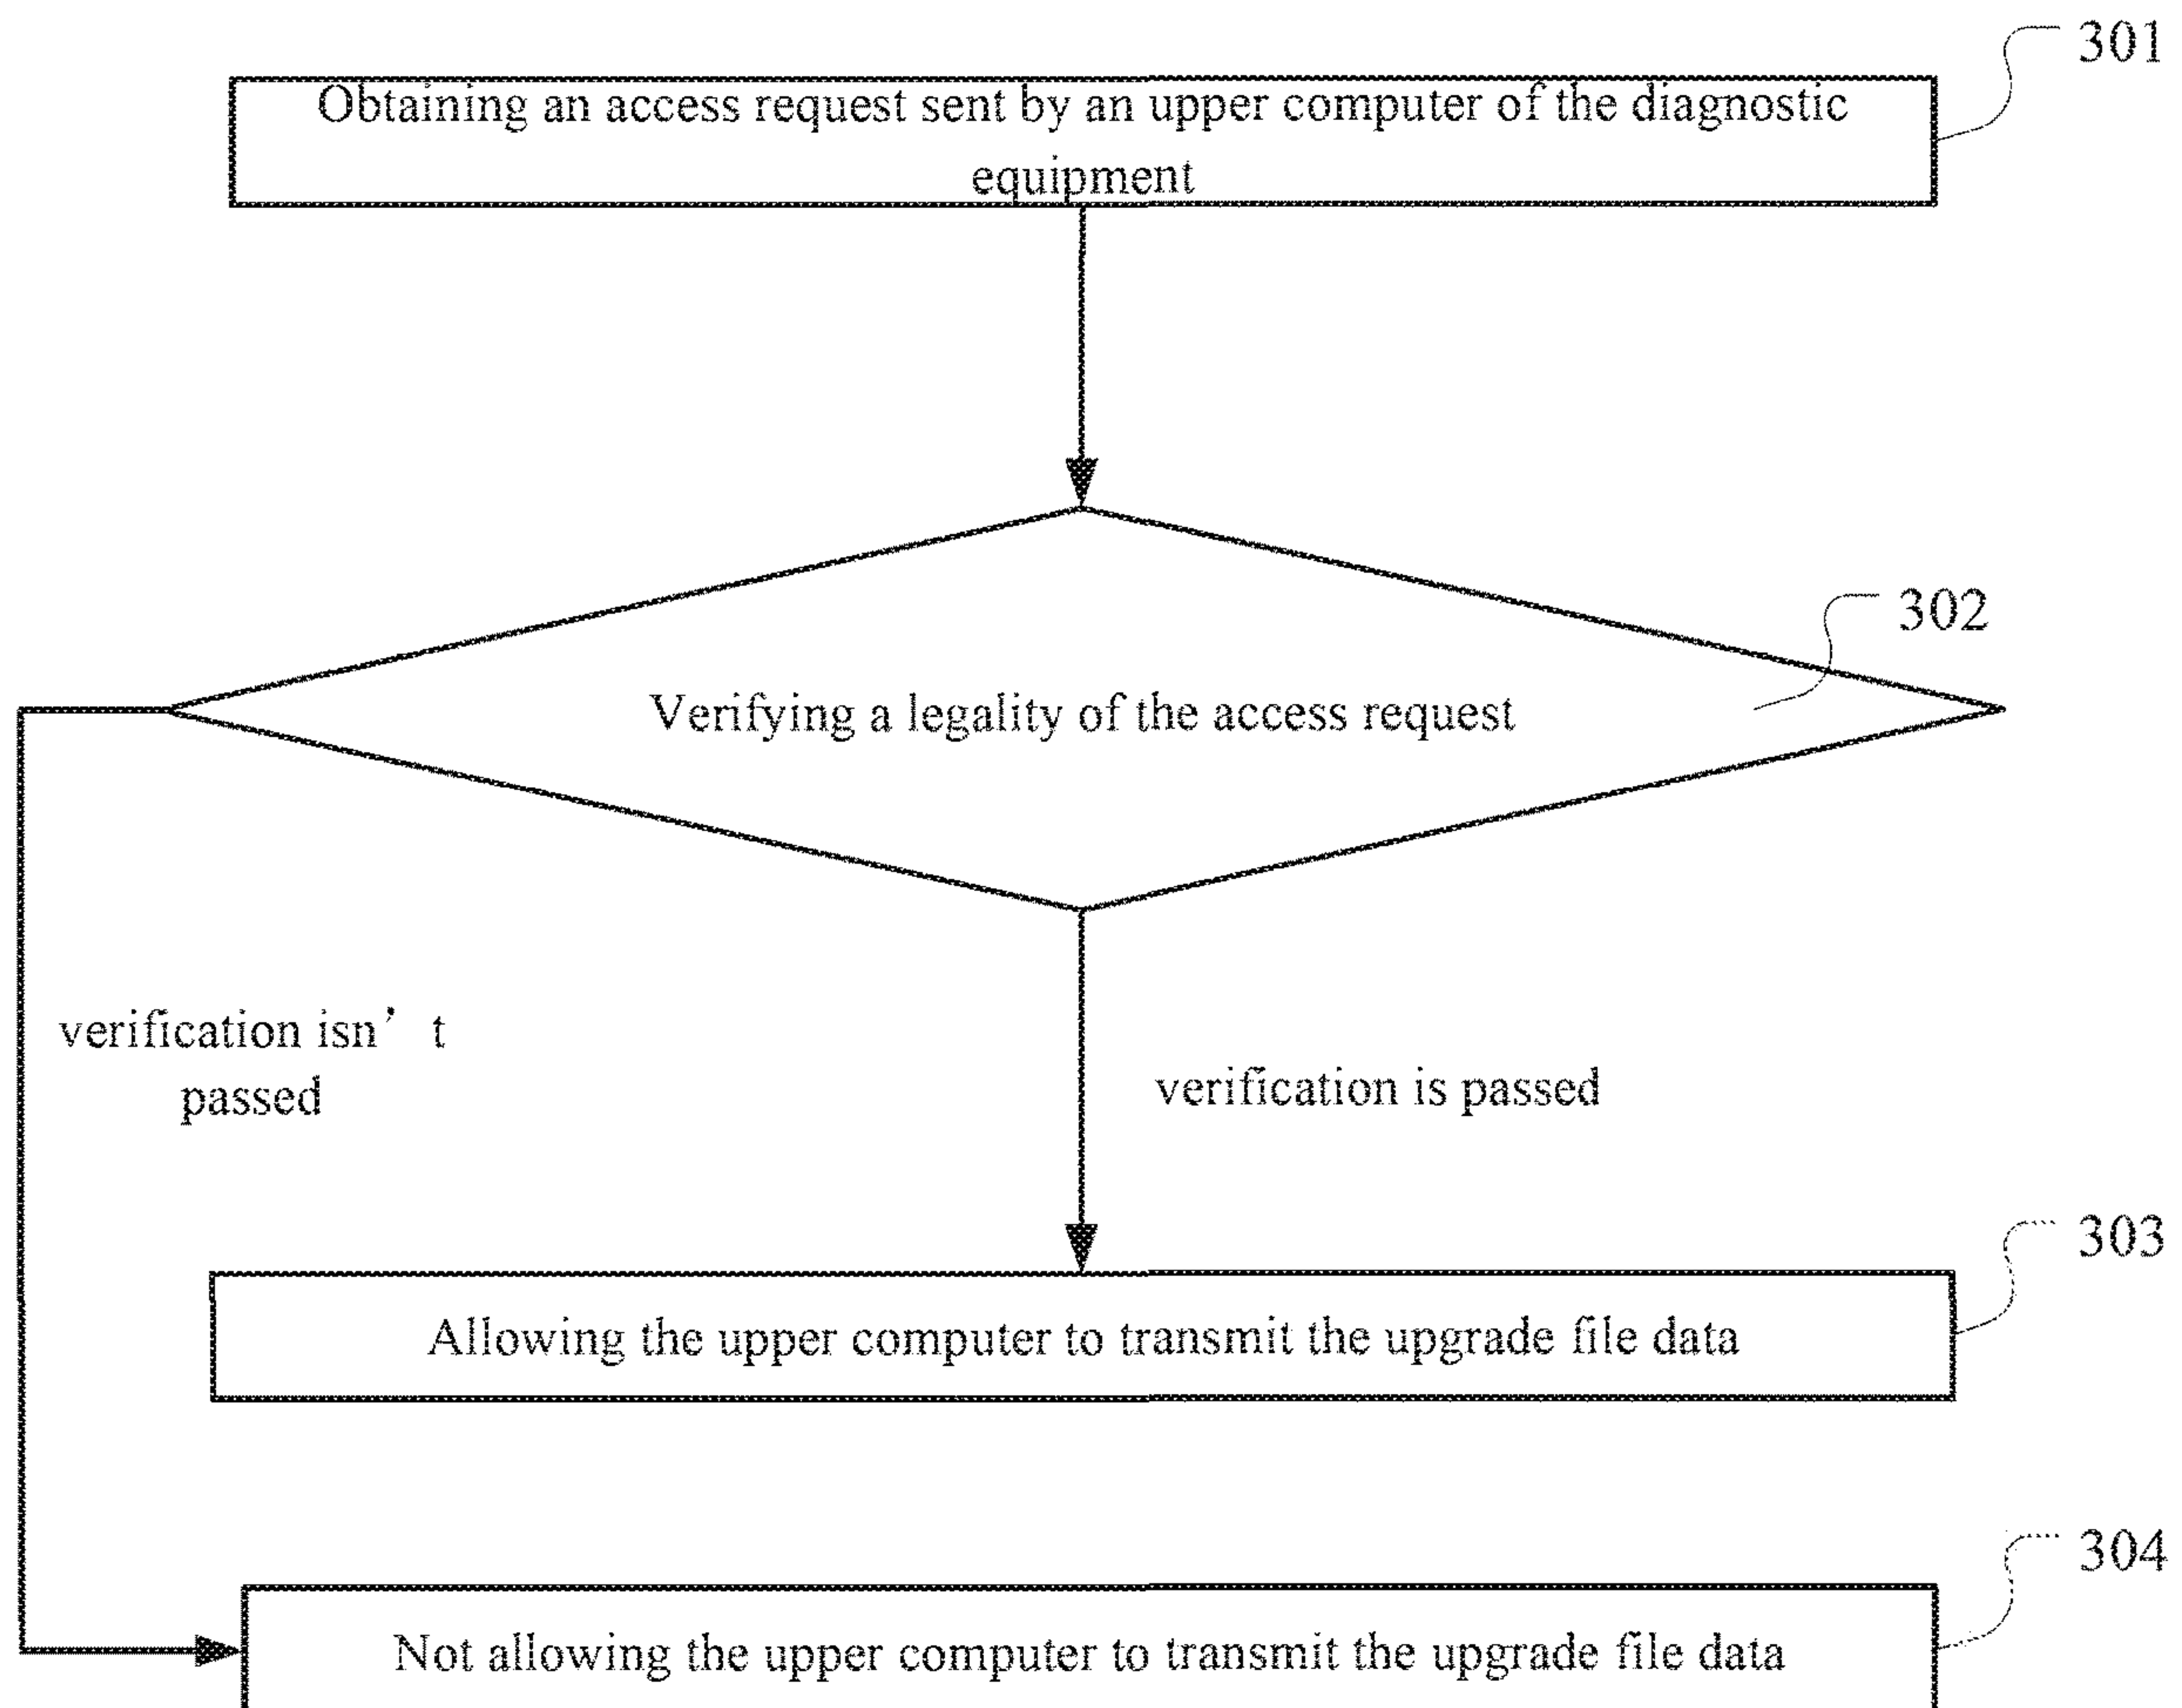 301
Obtaining an access request sent by an upper computer of the diagnostic
equipment
302
Verifying a legality of the access request
verification isn’ t
passed
verification is passed
303
Allowing the upper computer to transmit the upgrade file data
304
Not allowing the upper computer to transmit the upgrade file data